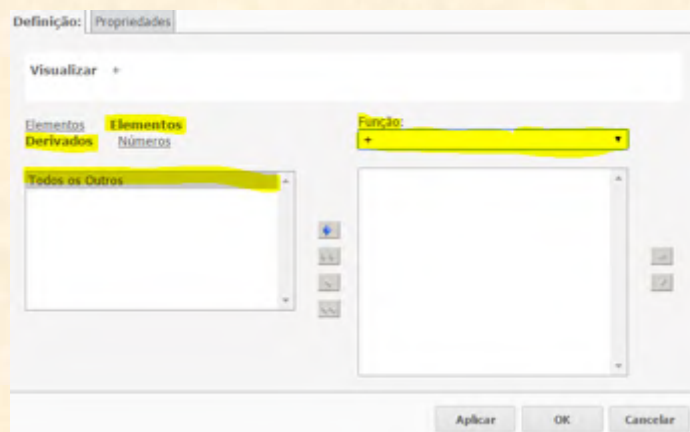 Definição: Propriedades
Visualizar +
Elementos Elementos
Derivados Números
Função:
+
Todos os Outros
Aplicar OK Cancelar